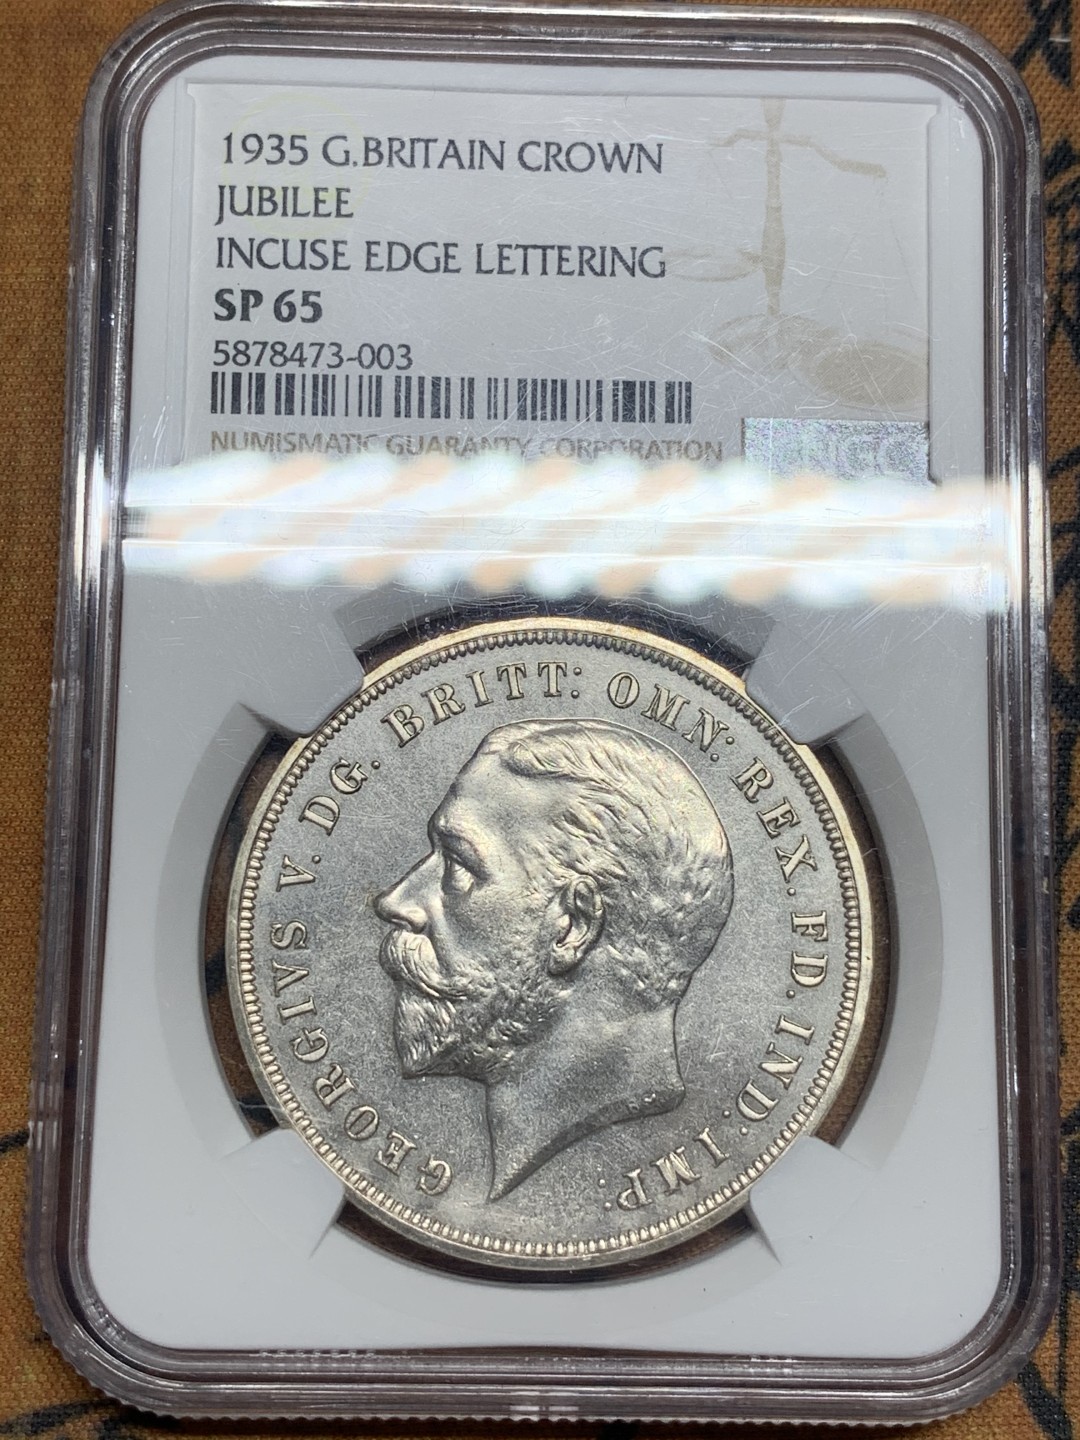 1935 G.BRITAIN CROWN
JUBILEE
INCUSE EDGE LETTERING
SP 65
5878473-003
NUMISMATIC GUARANTY CORPORATION
NGC
GEORGIVS V. DG. BRITT: OMN: REX. FD. IND: IMP: